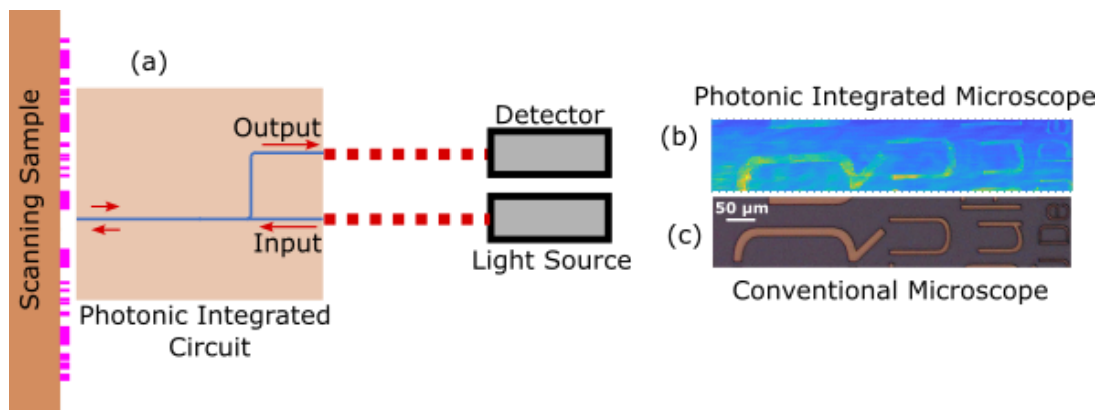 Scanning Sample
(a)
Output
Input
Photonic Integrated
Circuit
Detector
Light Source
Photonic Integrated Microscope
(b)
(c)
50 µm
Conventional Microscope